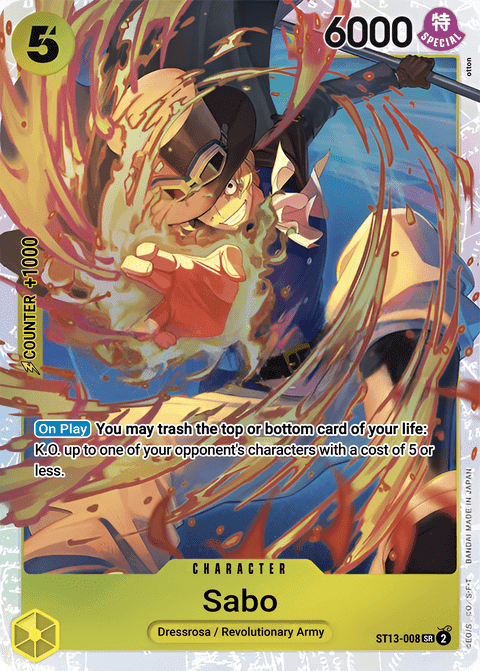 5
6000
特
SPECIAL
otton
COUNTER +1000
On Play You may trash the top or bottom card of your life:
K.O. up to one of your opponent's characters with a cost of 5 or
less.
CHARACTER
Sabo
Dressrosa / Revolutionary Army
ST13-008 SR 2
©E.O/S. ©O/S·F·T. BANDAI MADE IN JAPAN